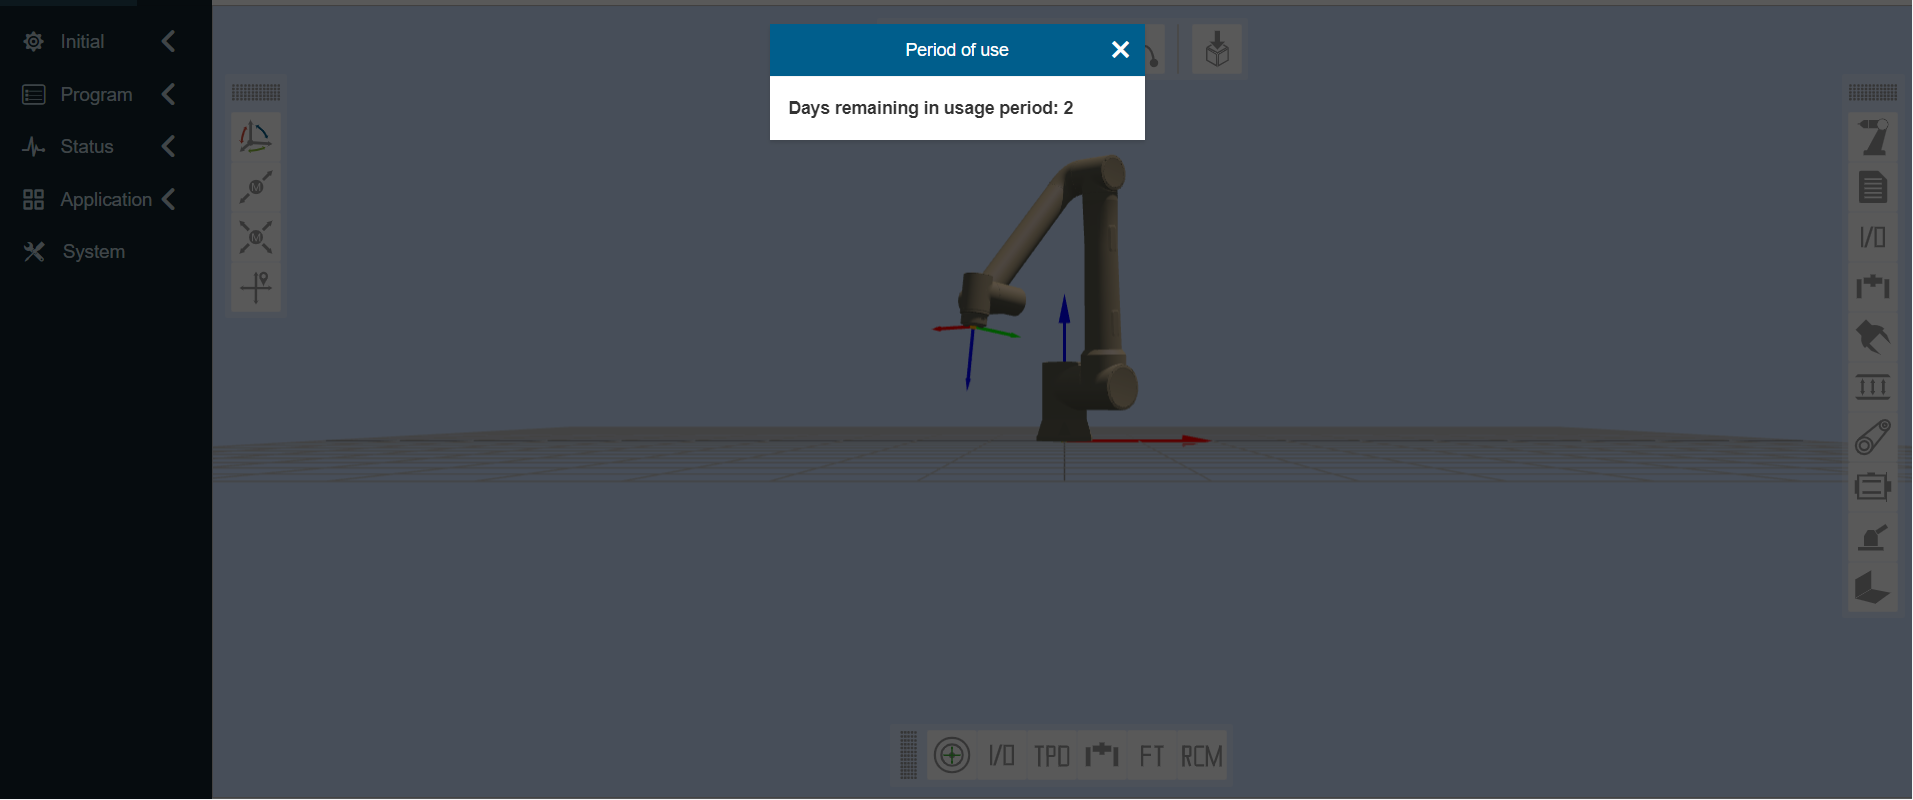 Initial
Program
Status
Application
System
Period of use
Days remaining in usage period: 2
M
M
I/O
I/O
TPD
FT
RCM